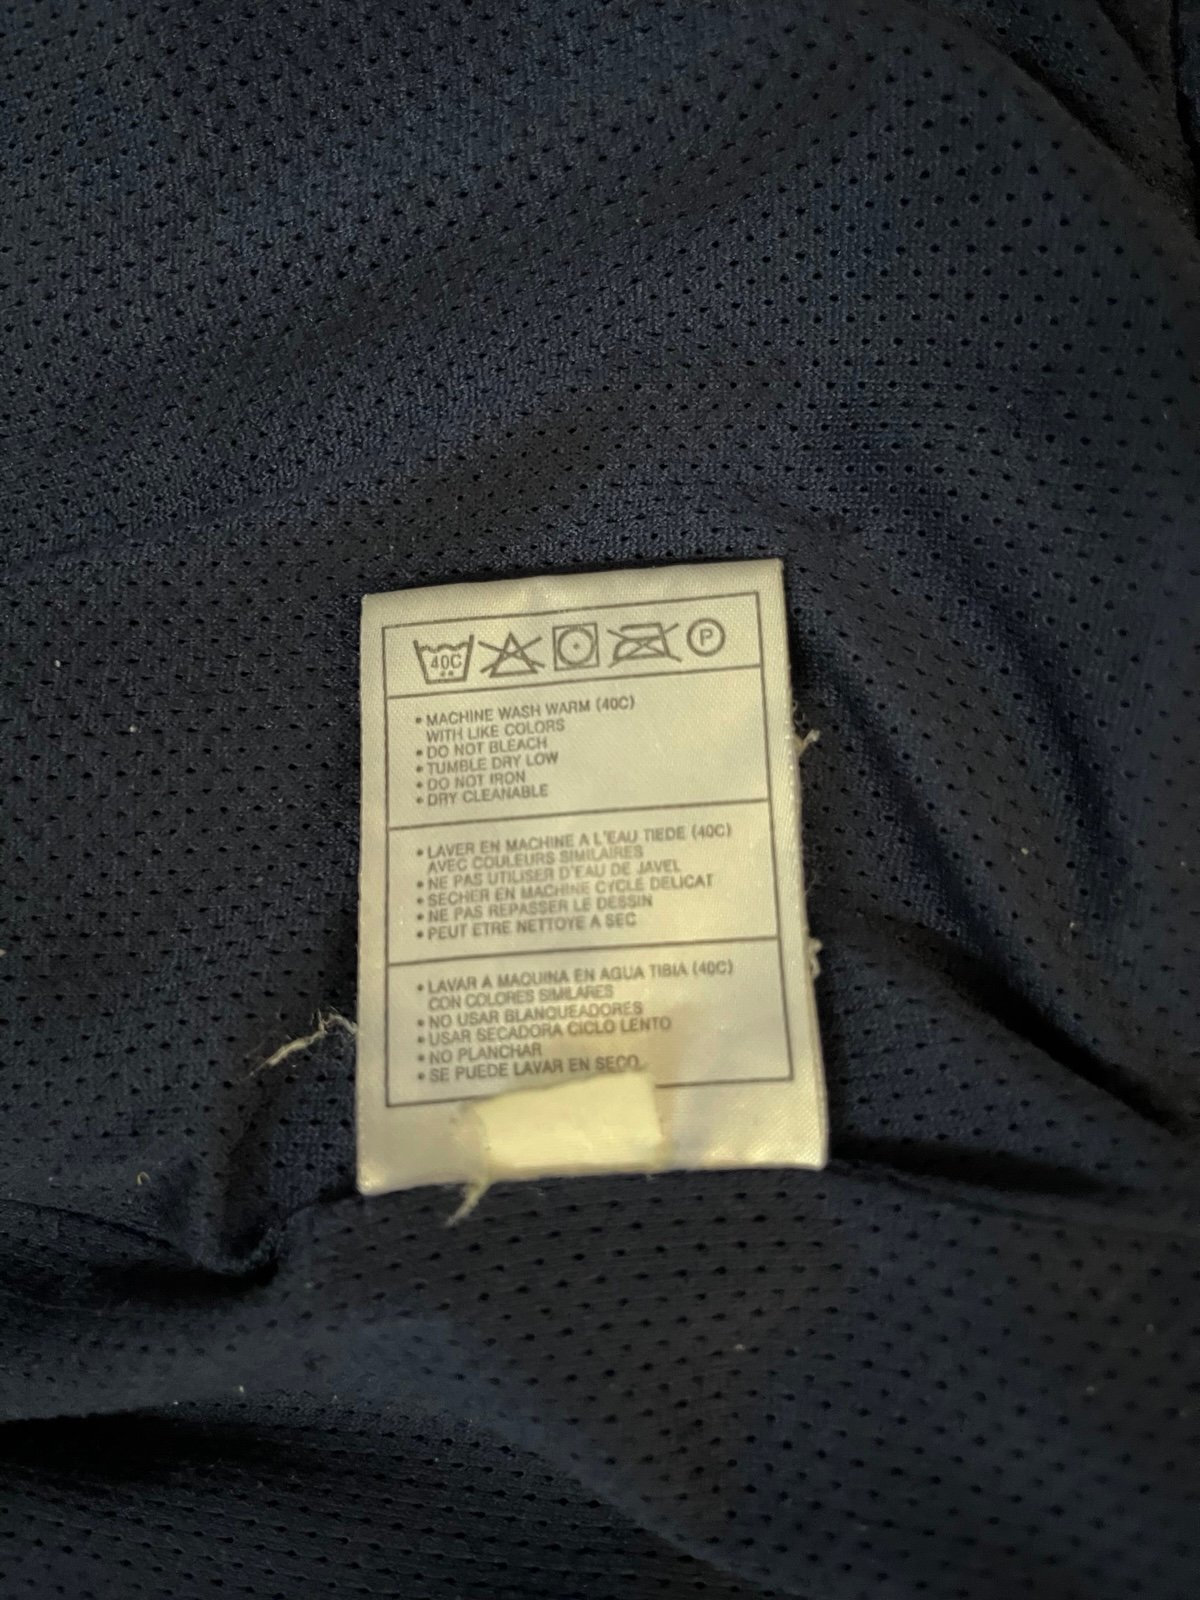 40C
P
• MACHINE WASH WARM (40C)
WITH LIKE COLORS
• DO NOT BLEACH
• TUMBLE DRY LOW
• DO NOT IRON
• DRY CLEANABLE
• LAVER EN MACHINE A L'EAU TIEDE (40C)
AVEC COULEURS SIMILAIRES
• NE PAS UTILISER D'EAU DE JAVEL
• SECHER EN MACHINE CYCLE DELICAT
• NE PAS REPASSER LE DESSIN
• PEUT ETRE NETTOYE A SEC
• LAVAR A MAQUINA EN AGUA TIBIA (40C)
CON COLORES SIMILARES
• NO USAR BLANQUEADORES
• USAR SECADORA CICLO LENTO
• NO PLANCHAR
• SE PUEDE LAVAR EN SECO.